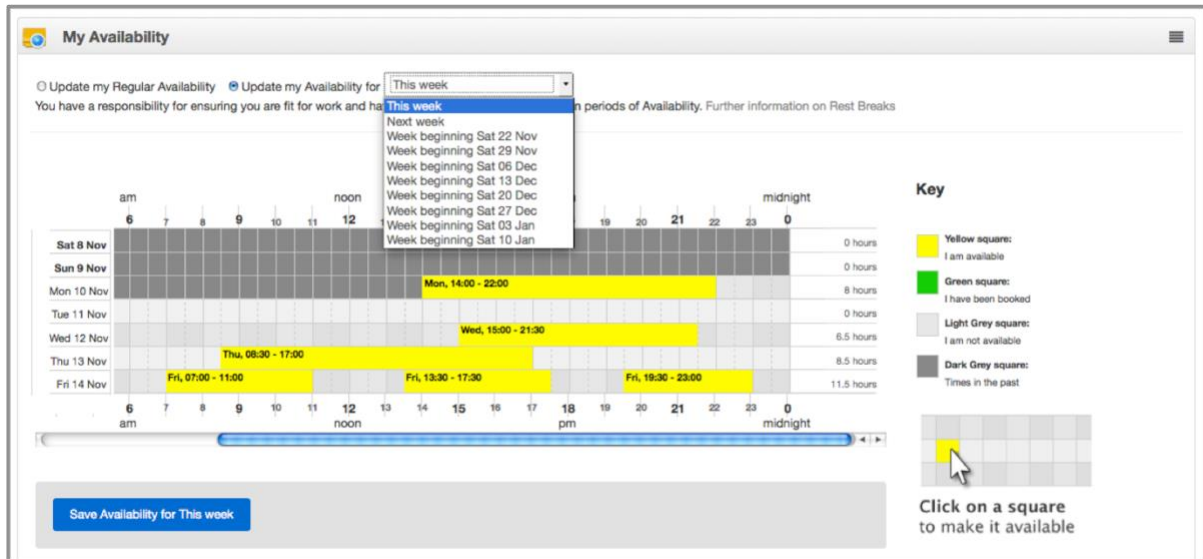 My Availability
Update my Regular Availability Update my Availability for This week
You have a responsibility for ensuring you are fit for work and ha n periods of Availability. Further information on Rest Breaks
This week
Next week
Week beginning Sat 22 Nov
Week beginning Sat 29 Nov
Week beginning Sat 06 Dec
Week beginning Sat 13 Dec
Week beginning Sat 20 Dec
Week beginning Sat 27 Dec
Week beginning Sat 03 Jan
Week beginning Sat 10 Jan
am noon midnight
6 7 8 9 10 11 12 19 20 21 22 23 0
Sat 8 Nov 0 hours
Sun 9 Nov 0 hours
Mon 10 Nov Mon, 14:00 - 22:00 8 hours
Tue 11 Nov 0 hours
Wed 12 Nov Wed, 15:00 - 21:30 6.5 hours
Thu 13 Nov Thu, 08:30 - 17:00 8.5 hours
Fri 14 Nov Fri, 07:00 - 11:00 Fri, 13:30 - 17:30 Fri, 19:30 - 23:00 11.5 hours
6 7 8 9 10 11 12 13 14 15 16 17 18 19 20 21 22 23 0
am noon pm midnight
Save Availability for This week
Key
Yellow square:
I am available
Green square:
I have been booked
Light Grey square:
I am not available
Dark Grey square:
Times in the past
Click on a square
to make it available